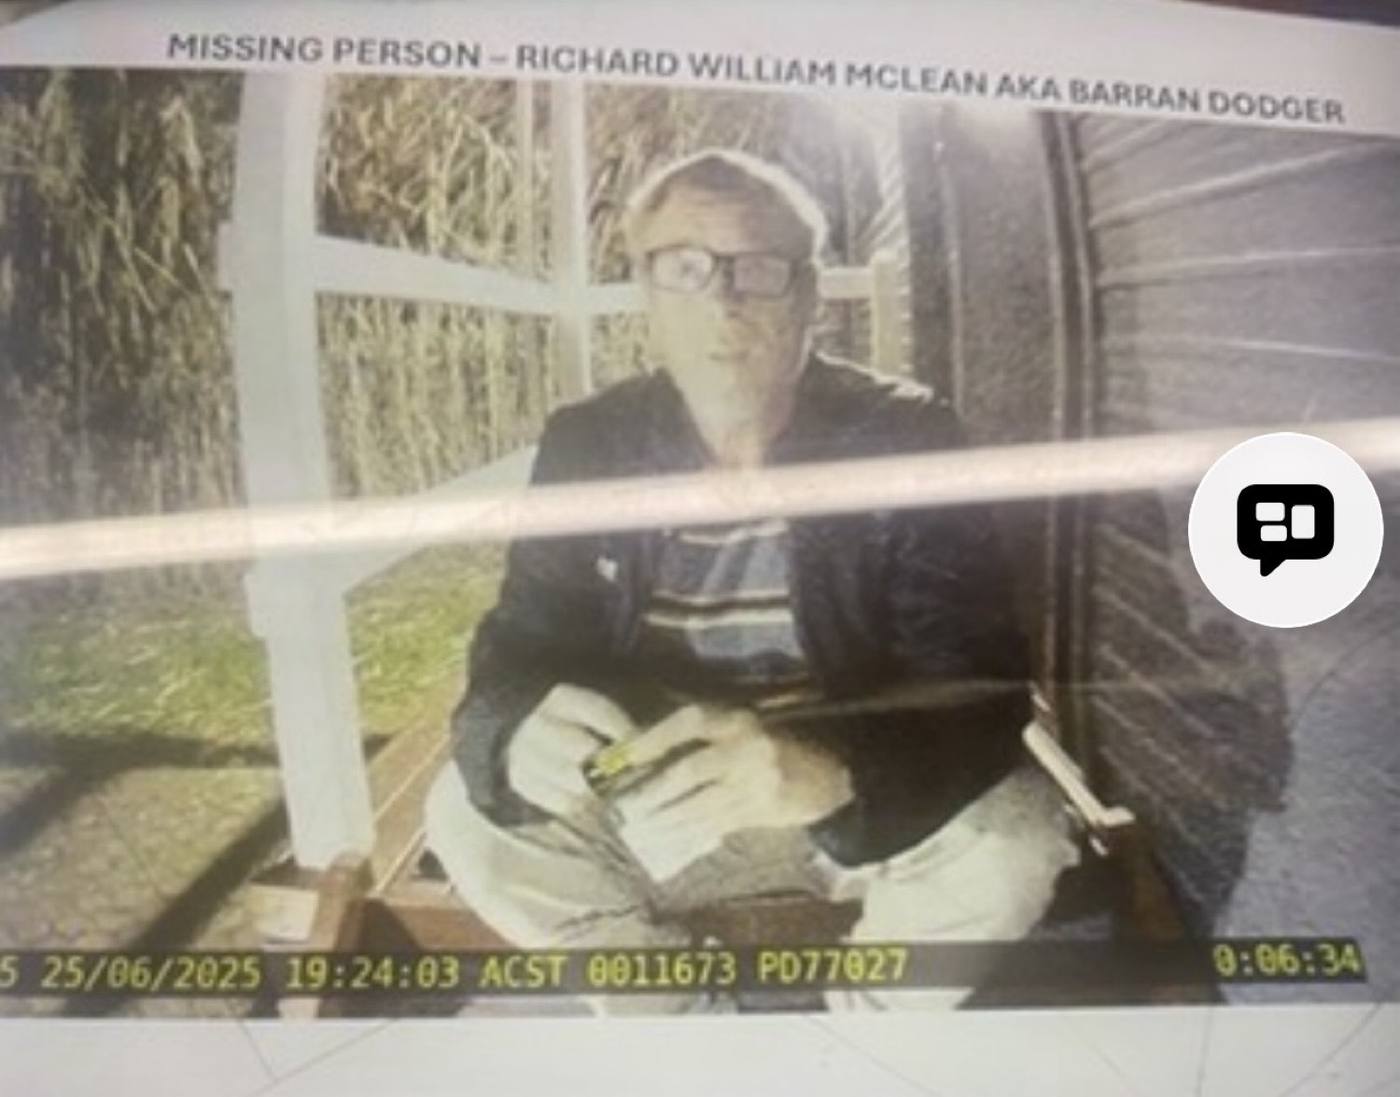 MISSING PERSON – RICHARD WILLIAM MCLEAN AKA BARRAN DODGER
5 25/06/2025 19:24:03 ACST 0011673 PD77027 0:06:34